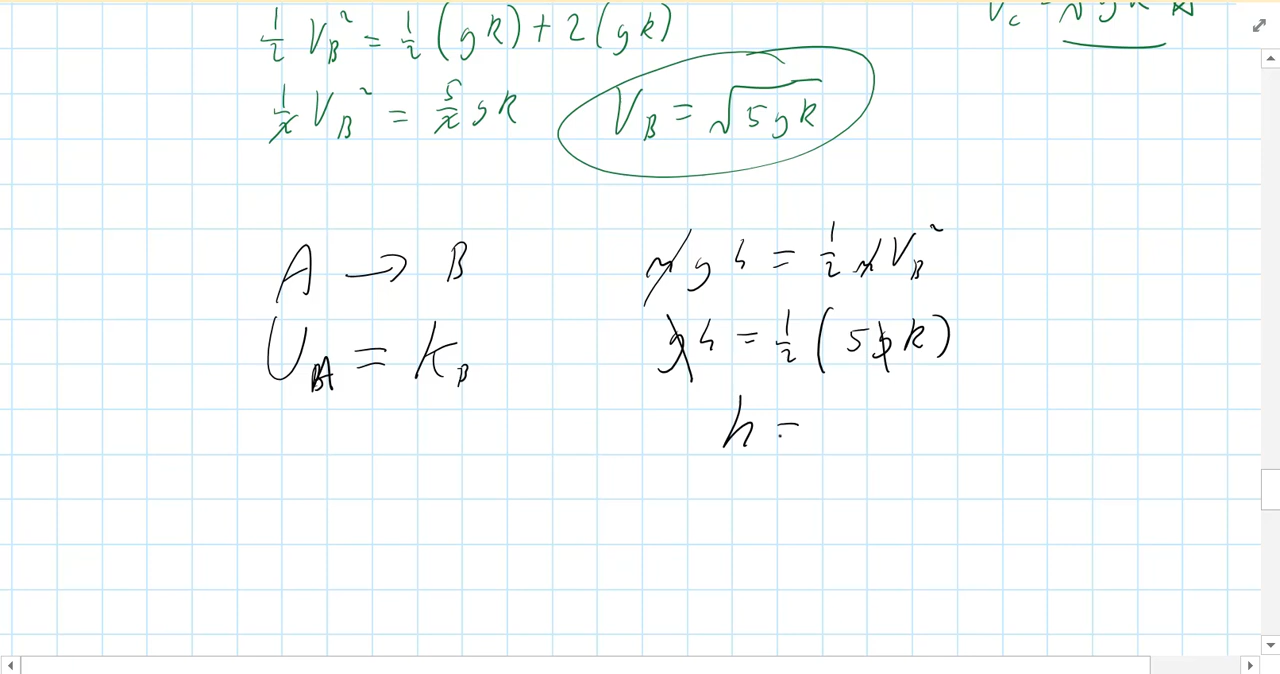 ½ V_B² = ½ (gR) + 2 (gR)
½ V_B² = 5/2 gR V_B = √5gR
A → B mgh = ½ m V_B²
U_A = K_B gh = ½ (5gR)
h =